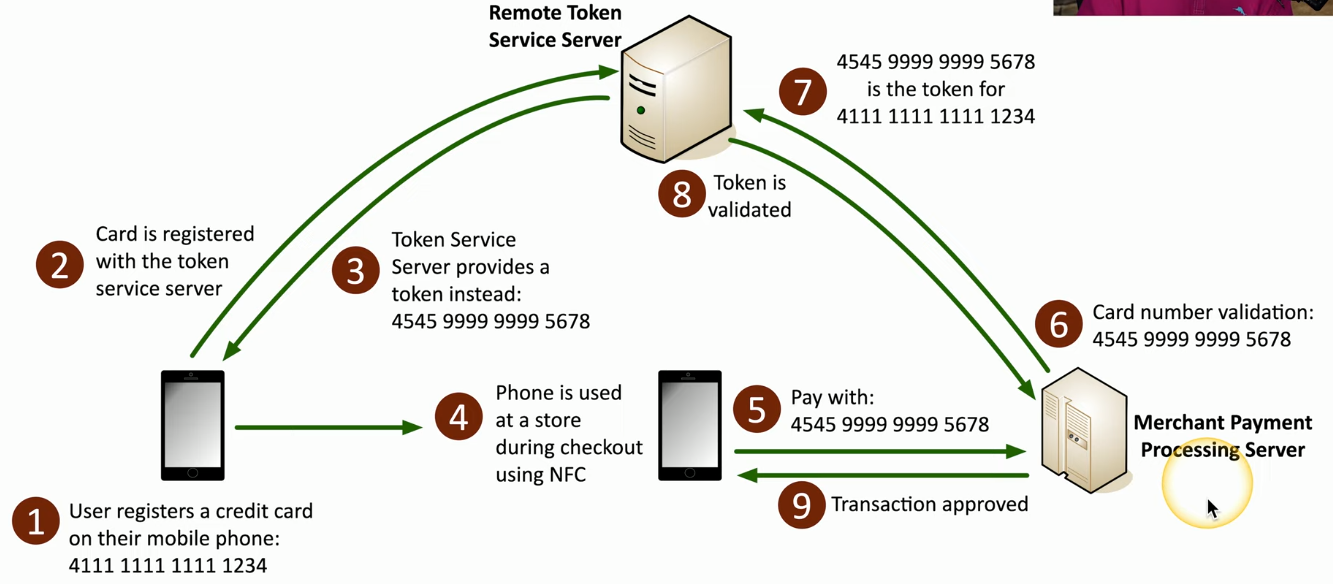 Remote Token
Service Server
7
4545 9999 9999 5678
is the token for
4111 1111 1111 1234
8
Token is
validated
2
Card is registered
with the token
service server
3
Token Service
Server provides a
token instead:
4545 9999 9999 5678
6
Card number validation:
4545 9999 9999 5678
4
Phone is used
at a store
during checkout
using NFC
5
Pay with:
4545 9999 9999 5678
Merchant Payment
Processing Server
9
Transaction approved
1
User registers a credit card
on their mobile phone:
4111 1111 1111 1234